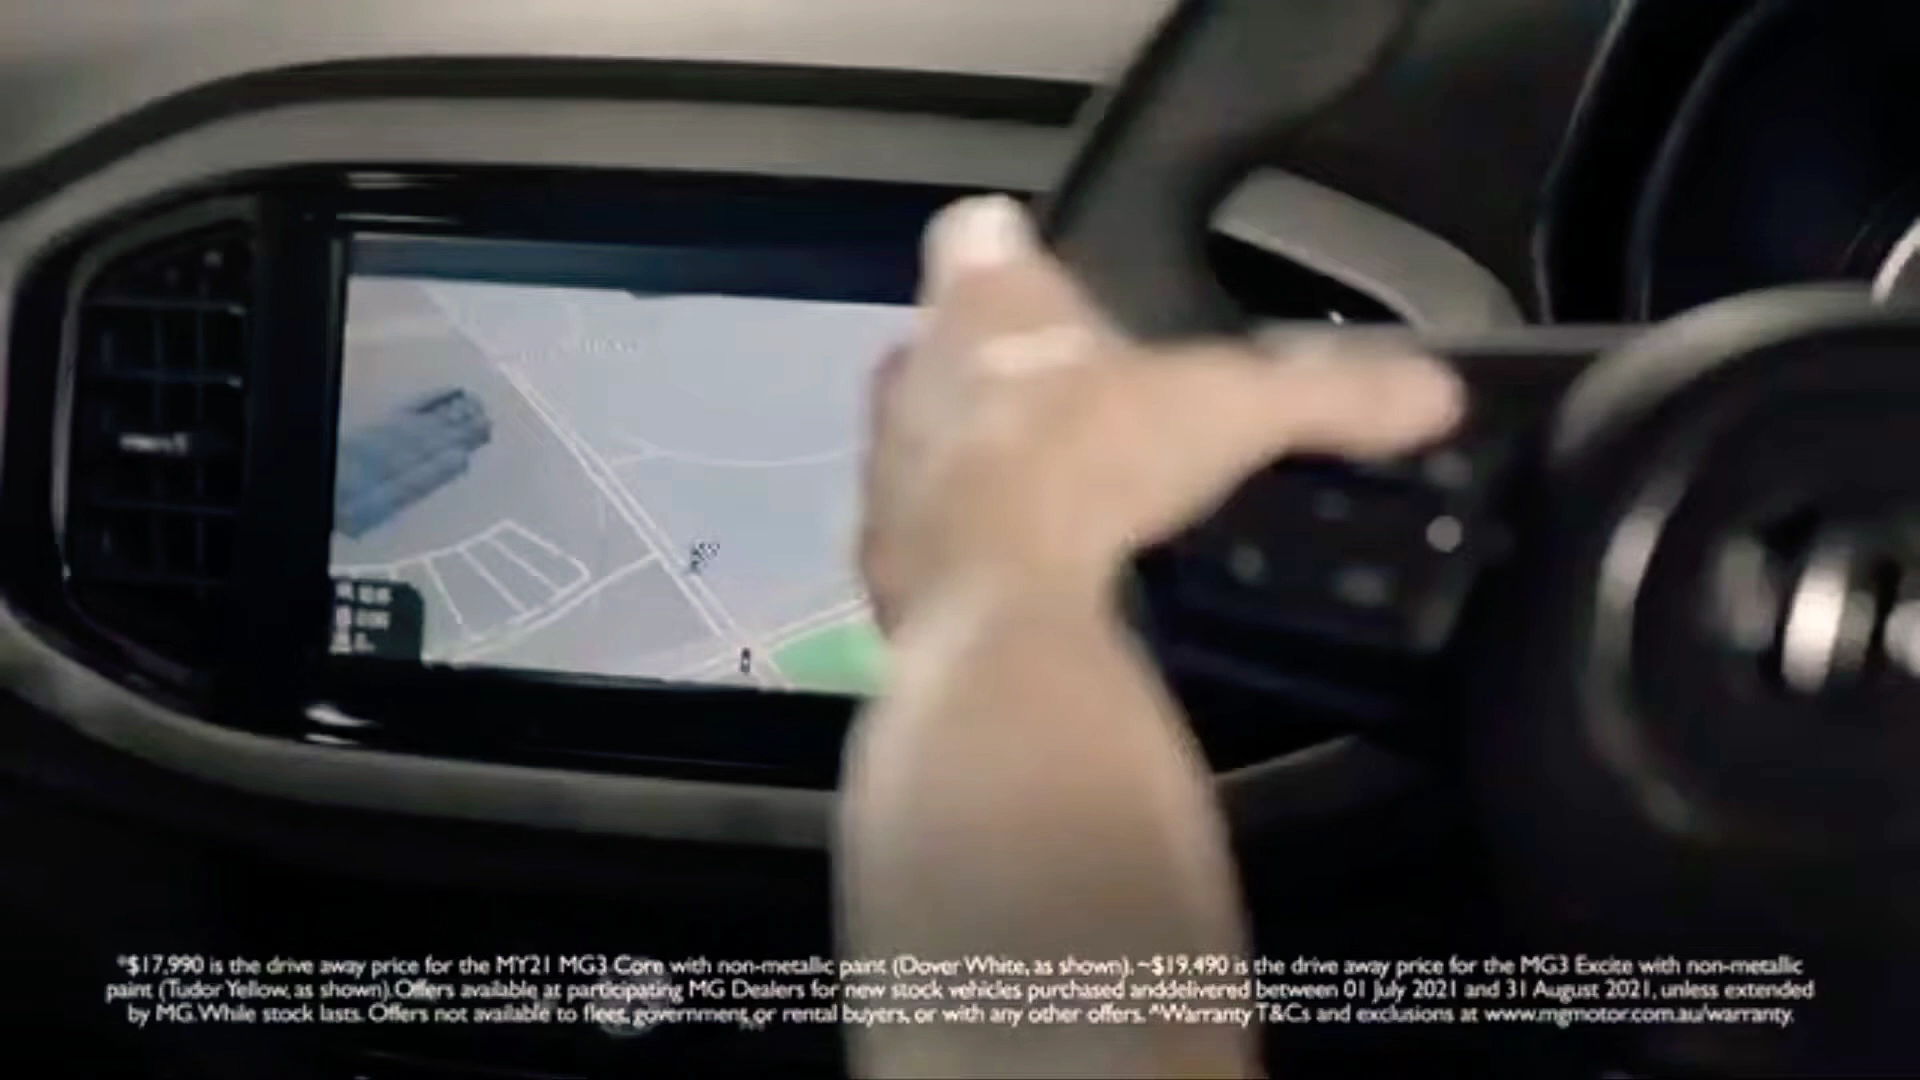 *$17,990 is the drive away price for the MY21 MG3 Core with non-metallic paint (Dover White, as shown). ~$19,490 is the drive away price for the MG3 Excite with non-metallic
paint (Tudor Yellow, as shown). Offers available at participating MG Dealers for new stock vehicles purchased anddelivered between 01 July 2021 and 31 August 2021, unless extended
by MG. While stock lasts. Offers not available to fleet, government, or rental buyers, or with any other offers. ^Warranty T&Cs and exclusions at www.mgmotor.com.au/warranty.